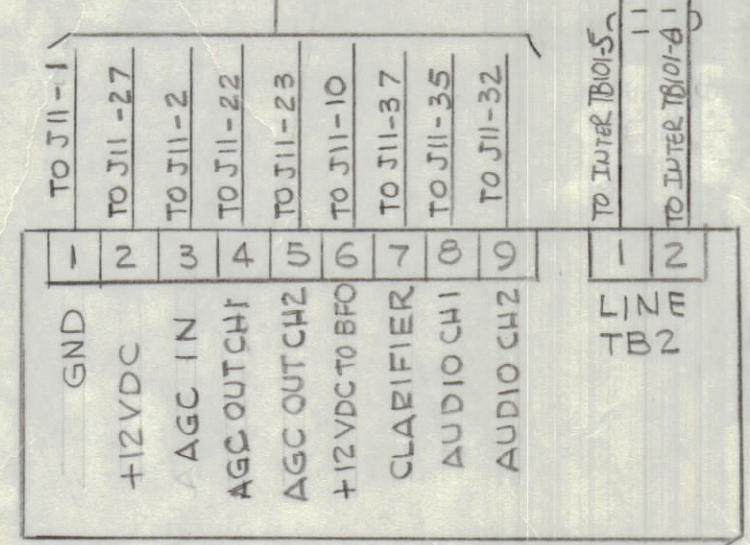 TO J11-1
TO J11-27
TO J11-2
TO J11-22
TO J11-23
TO J11-10
TO J11-37
TO J11-35
TO J11-32
TO INTER TB101-5
TO INTER TB101-6
1 2 3 4 5 6 7 8 9 1 2
GND
+12VDC
AGC IN
AGC OUT CH1
AGC OUT CH2
+12VDC TO BFO
CLARIFIER
AUDIO CH1
AUDIO CH2
LINE
TB2